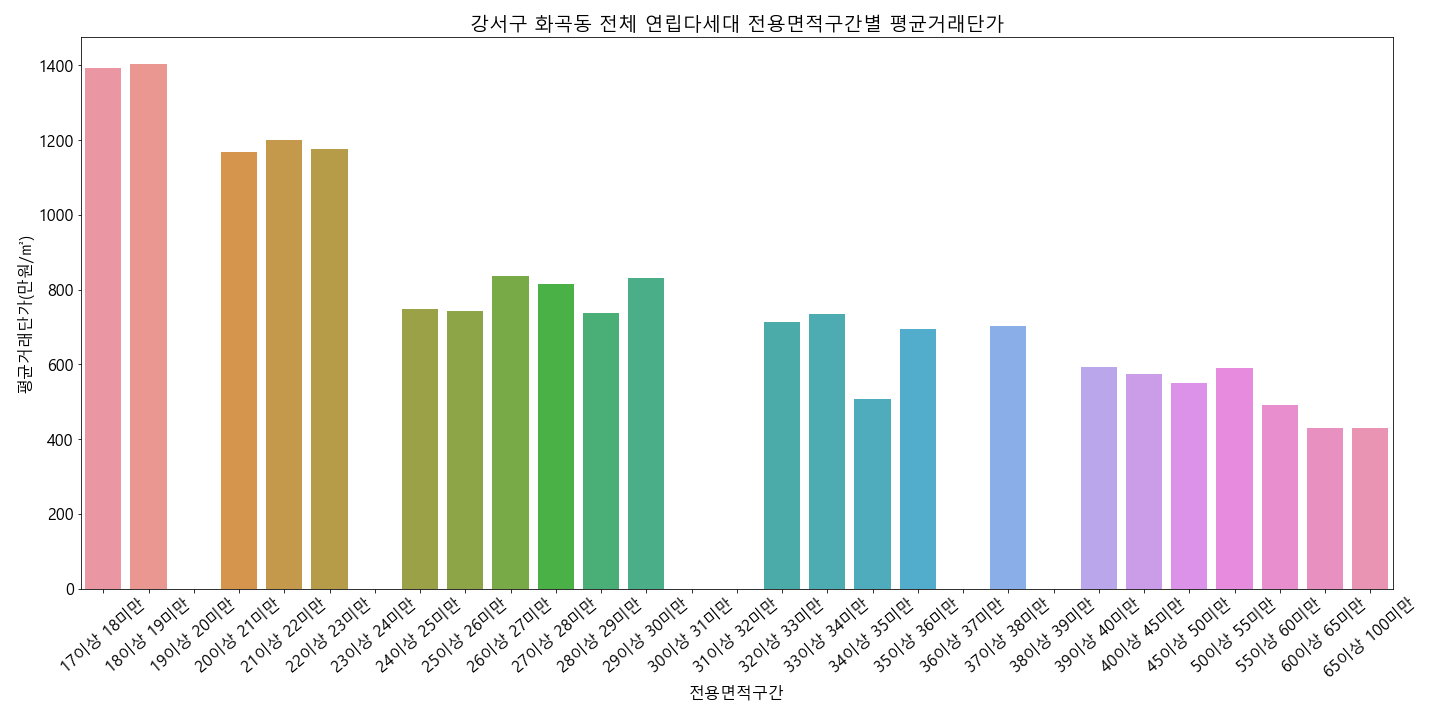 강서구 화곡동 전체 연립다세대 전용면적구간별 평균거래단가
평균거래단가(만원/㎡)
1400
1200
1000
800
600
400
200
0
17이상 18미만
18이상 19미만
19이상 20미만
20이상 21미만
21이상 22미만
22이상 23미만
23이상 24미만
24이상 25미만
25이상 26미만
26이상 27미만
27이상 28미만
28이상 29미만
29이상 30미만
30이상 31미만
31이상 32미만
32이상 33미만
33이상 34미만
34이상 35미만
35이상 36미만
36이상 37미만
37이상 38미만
38이상 39미만
39이상 40미만
40이상 45미만
45이상 50미만
50이상 55미만
55이상 60미만
60이상 65미만
65이상 100미만
전용면적구간